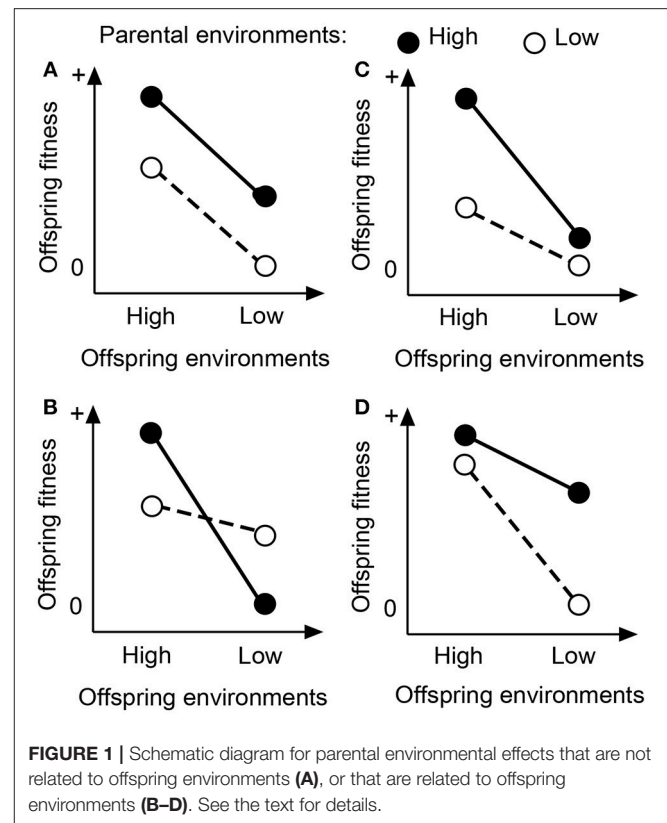 Parental environments: High Low
A
+
Offspring fitness
0
High Low
Offspring environments
C
+
Offspring fitness
0
High Low
Offspring environments
B
+
Offspring fitness
0
High Low
Offspring environments
D
+
Offspring fitness
0
High Low
Offspring environments
FIGURE 1 | Schematic diagram for parental environmental effects that are not
related to offspring environments (A), or that are related to offspring
environments (B–D). See the text for details.